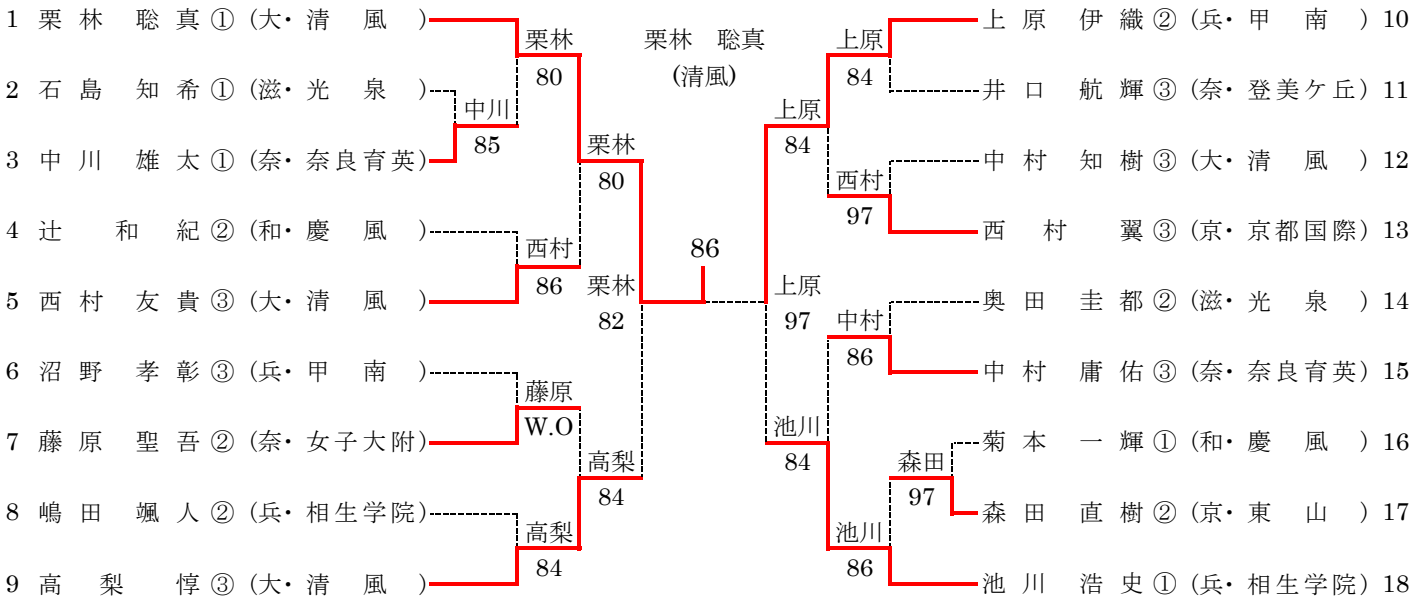 1 栗林 聡真① (大・清風)
2 石島 知希① (滋・光泉)
3 中川 雄太① (奈・奈良育英)
4 辻 和紀② (和・慶風)
5 西村 友貴③ (大・清風)
6 沼野 孝彰③ (兵・甲南)
7 藤原 聖吾② (奈・女子大附)
8 嶋田 颯人② (兵・相生学院)
9 高梨 惇③ (大・清風)
栗林
80
中川
85
西村
86
藤原
W.O
高梨
84
栗林
80
高梨
84
栗林
82
栗林 聡真
(清風)
86
上原
97
上原
84
池川
84
上原
84
西村
97
中村
86
森田
97
池川
86
上原 伊織② (兵・甲南) 10
井口 航輝③ (奈・登美ケ丘) 11
中村 知樹③ (大・清風) 12
西村 翼③ (京・京都国際) 13
奥田 圭都② (滋・光泉) 14
中村 庸佑③ (奈・奈良育英) 15
菊本 一輝① (和・慶風) 16
森田 直樹② (京・東山) 17
池川 浩史① (兵・相生学院) 18